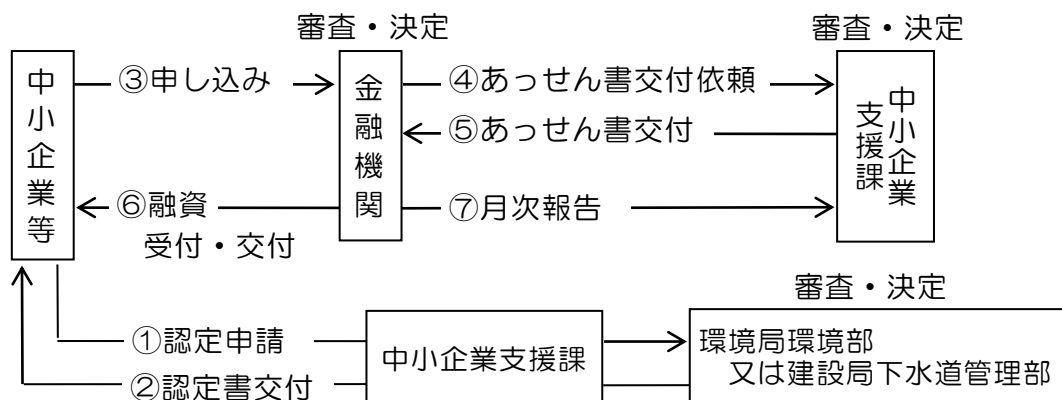 審査・決定
審査・決定
中小企業等
③申し込み
金融機関
④あっせん書交付依頼
⑤あっせん書交付
中小企業
支援課
⑥融資
⑦月次報告
受付・交付
審査・決定
①認定申請
②認定書交付
中小企業支援課
環境局環境部
又は建設局下水道管理部